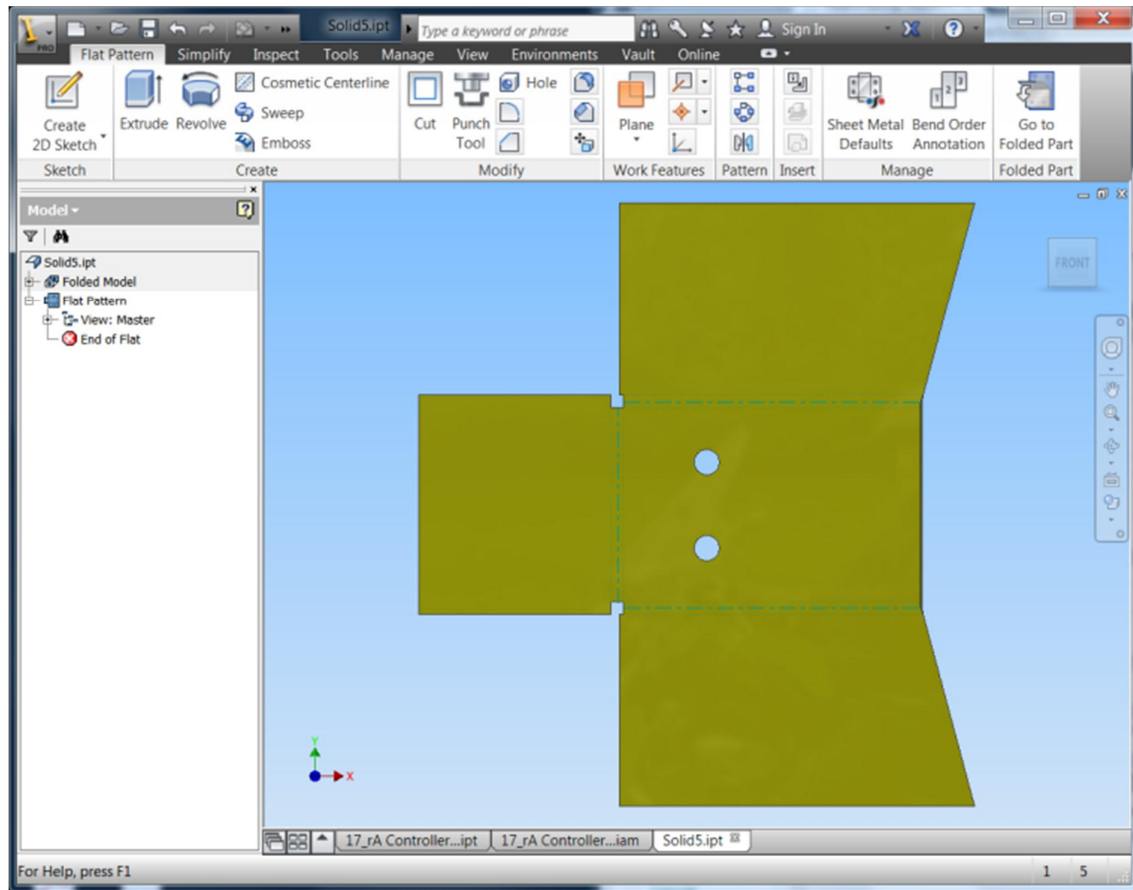 PRO
Solid5.ipt
Type a keyword or phrase
Sign In
Flat Pattern Simplify Inspect Tools Manage View Environments Vault Online
Create
2D Sketch
Extrude
Revolve
Cosmetic Centerline
Sweep
Emboss
Cut
Punch
Tool
Hole
Plane
Sheet Metal
Defaults
Bend Order
Annotation
Go to
Folded Part
Sketch Create Modify Work Features Pattern Insert Manage Folded Part
Model
Solid5.ipt
Folded Model
Flat Pattern
View: Master
End of Flat
FRONT
Y
X
17_rA Controller...ipt 17_rA Controller...iam Solid5.ipt
For Help, press F1 1 5